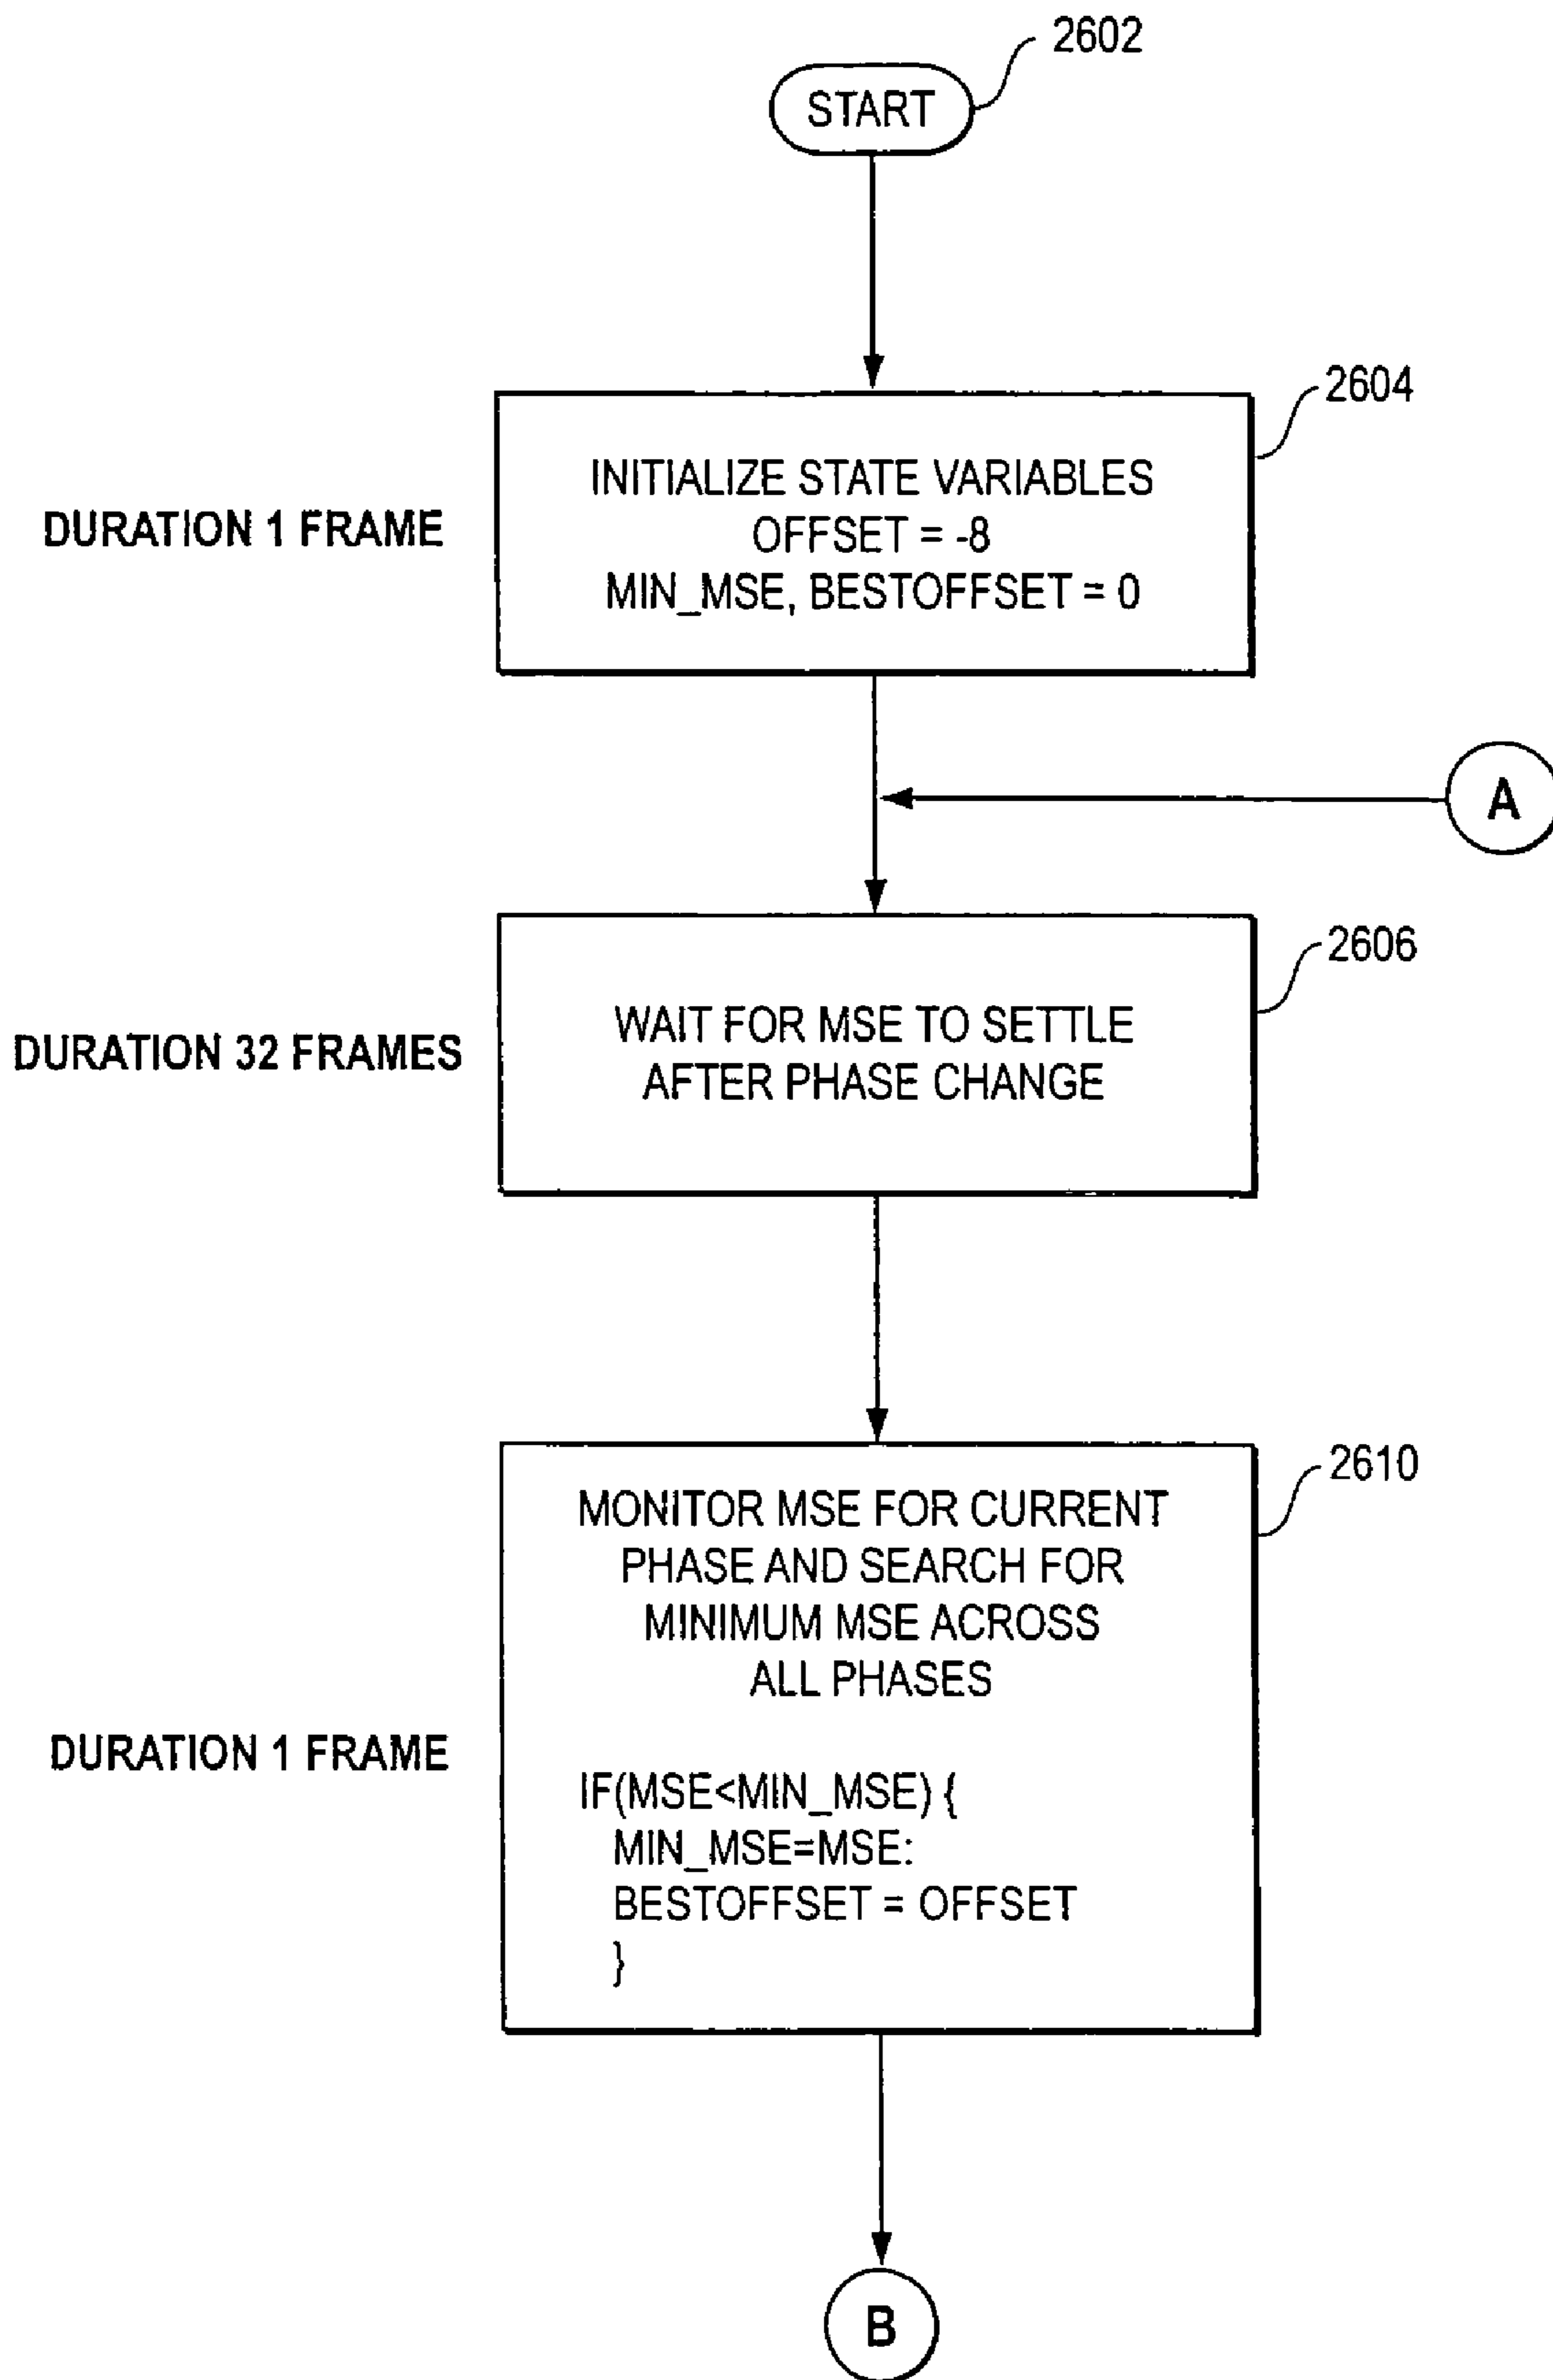 2602
START
2604
INITIALIZE STATE VARIABLES
OFFSET = -8
MIN_MSE, BESTOFFSET = 0
DURATION 1 FRAME
A
2606
WAIT FOR MSE TO SETTLE
AFTER PHASE CHANGE
DURATION 32 FRAMES
2610
MONITOR MSE FOR CURRENT
PHASE AND SEARCH FOR
MINIMUM MSE ACROSS
ALL PHASES
DURATION 1 FRAME
IF(MSE<MIN_MSE) {
MIN_MSE=MSE:
BESTOFFSET = OFFSET
}
B